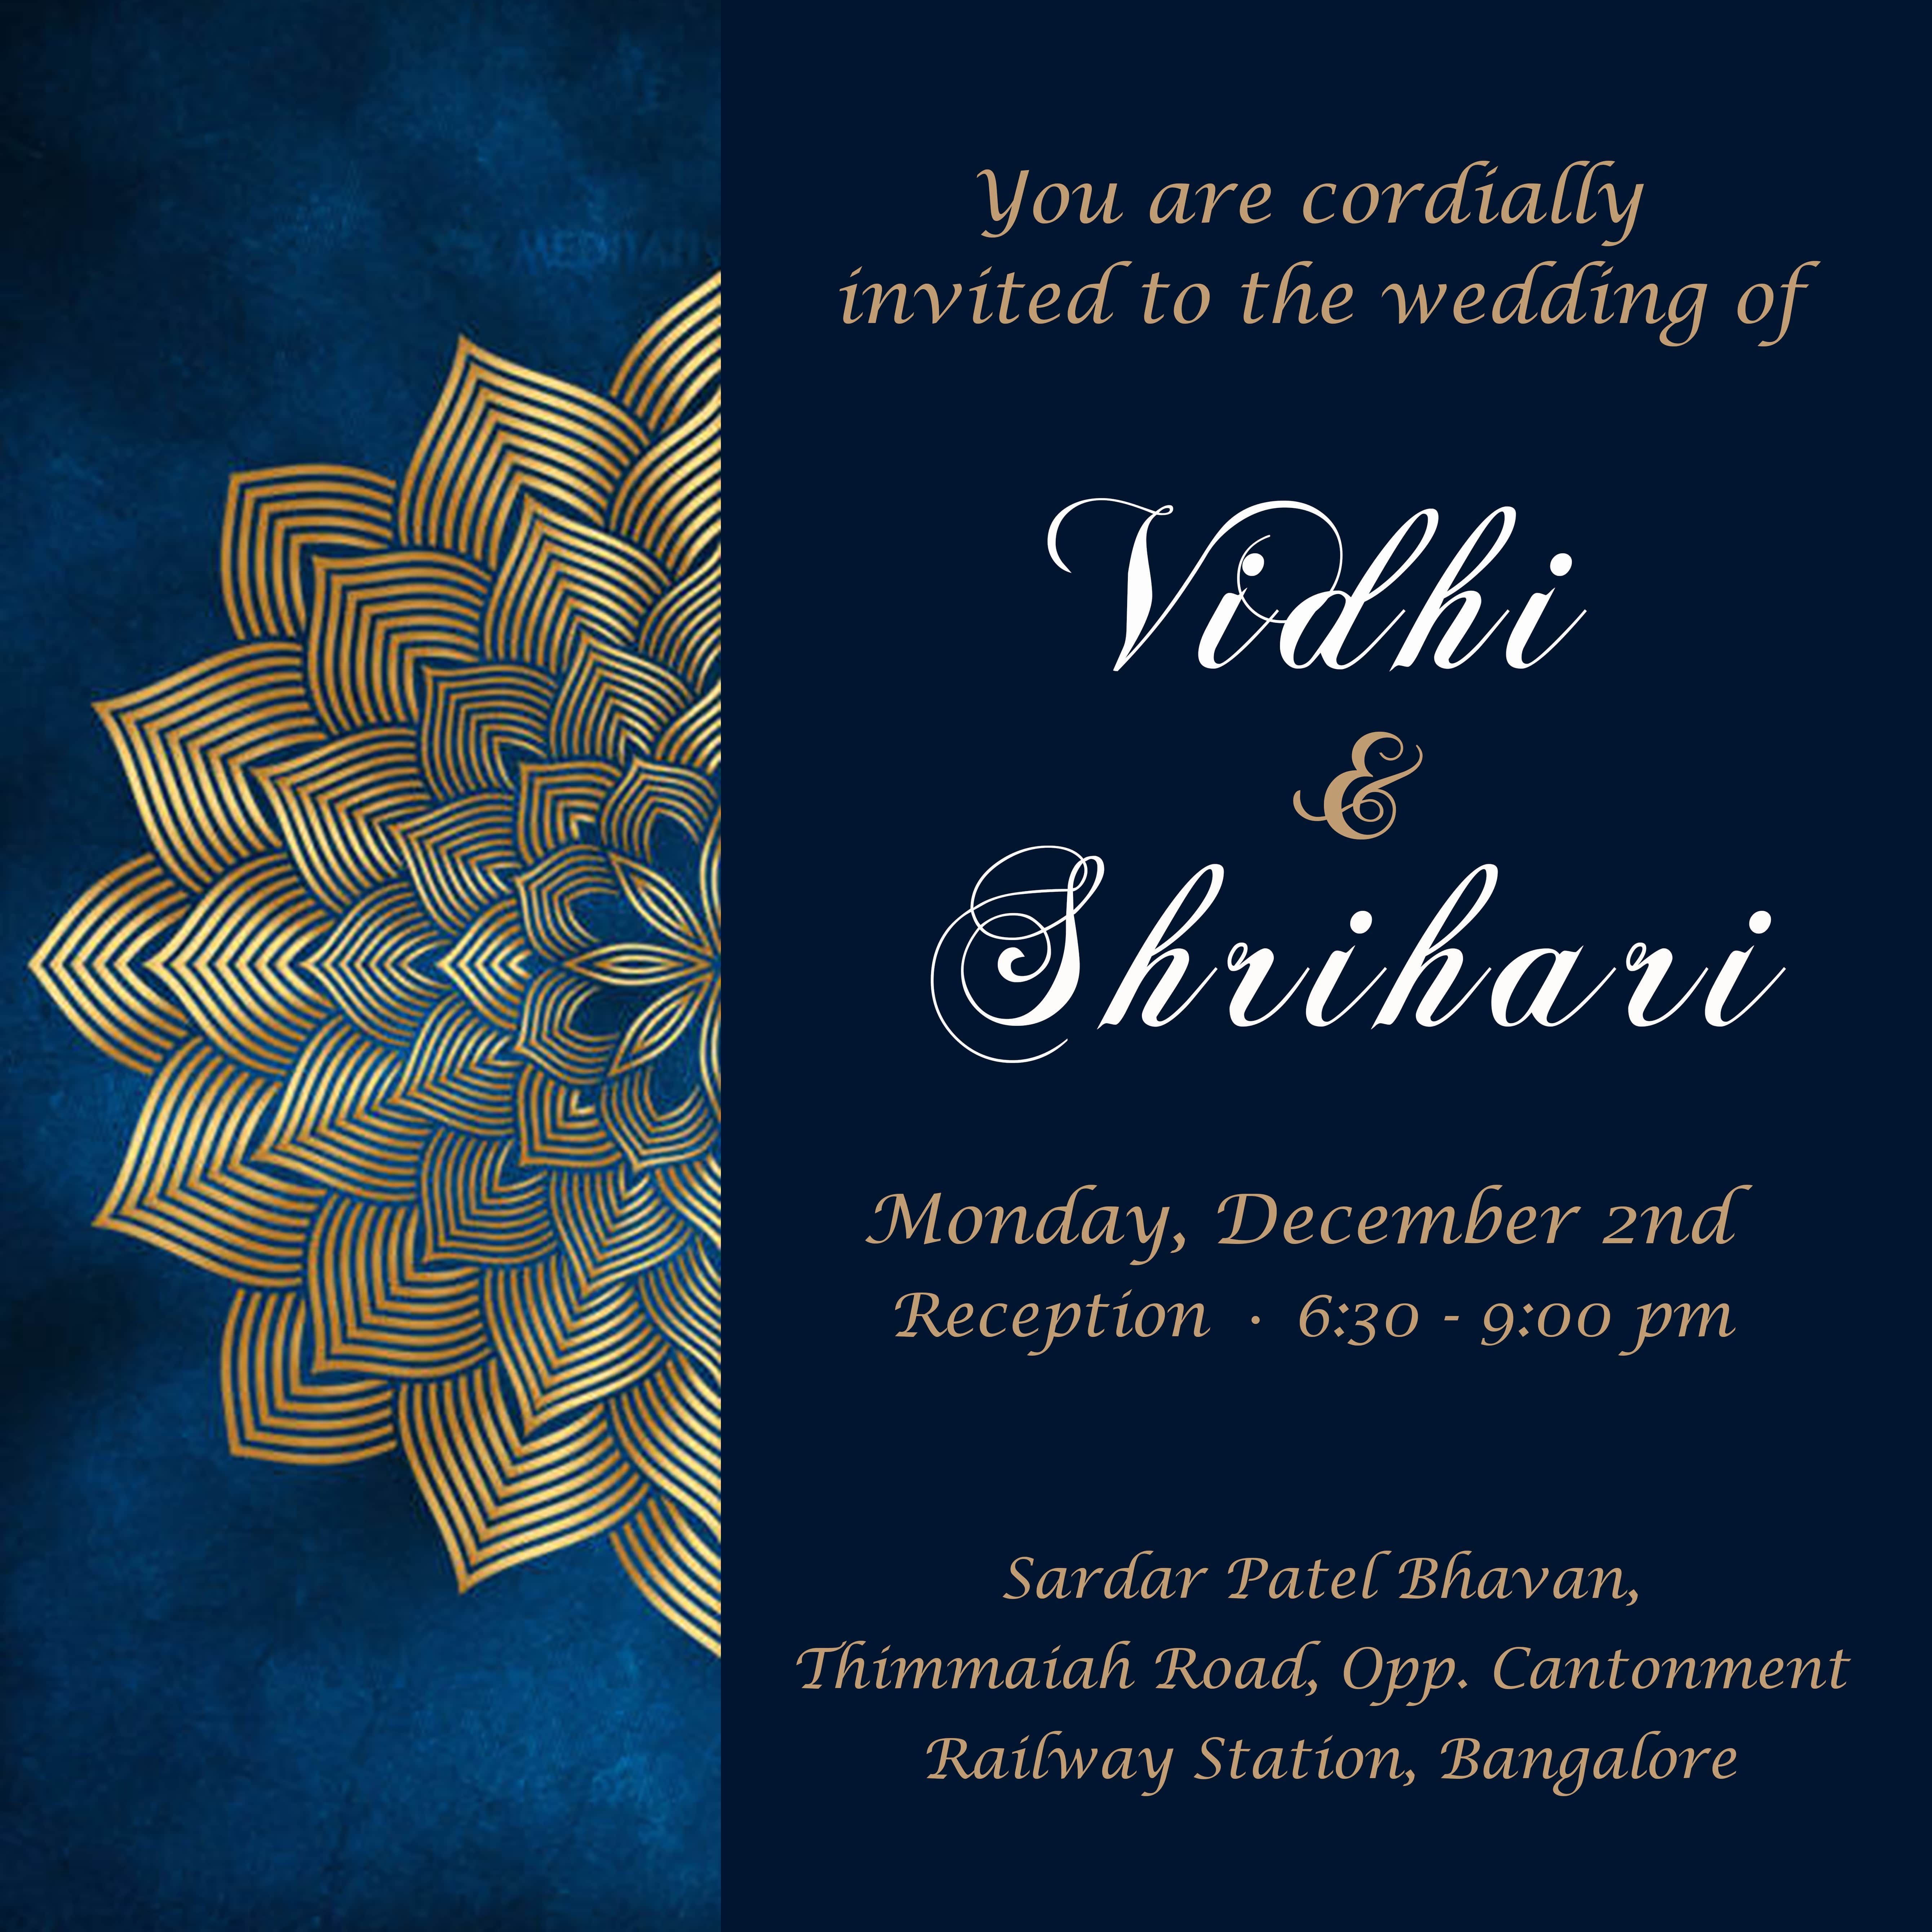 You are cordially
invited to the wedding of
Vidhi
&
Shrihari
Monday, December 2nd
Reception · 6:30 - 9:00 pm
Sardar Patel Bhavan,
Thimmaiah Road, Opp. Cantonment
Railway Station, Bangalore